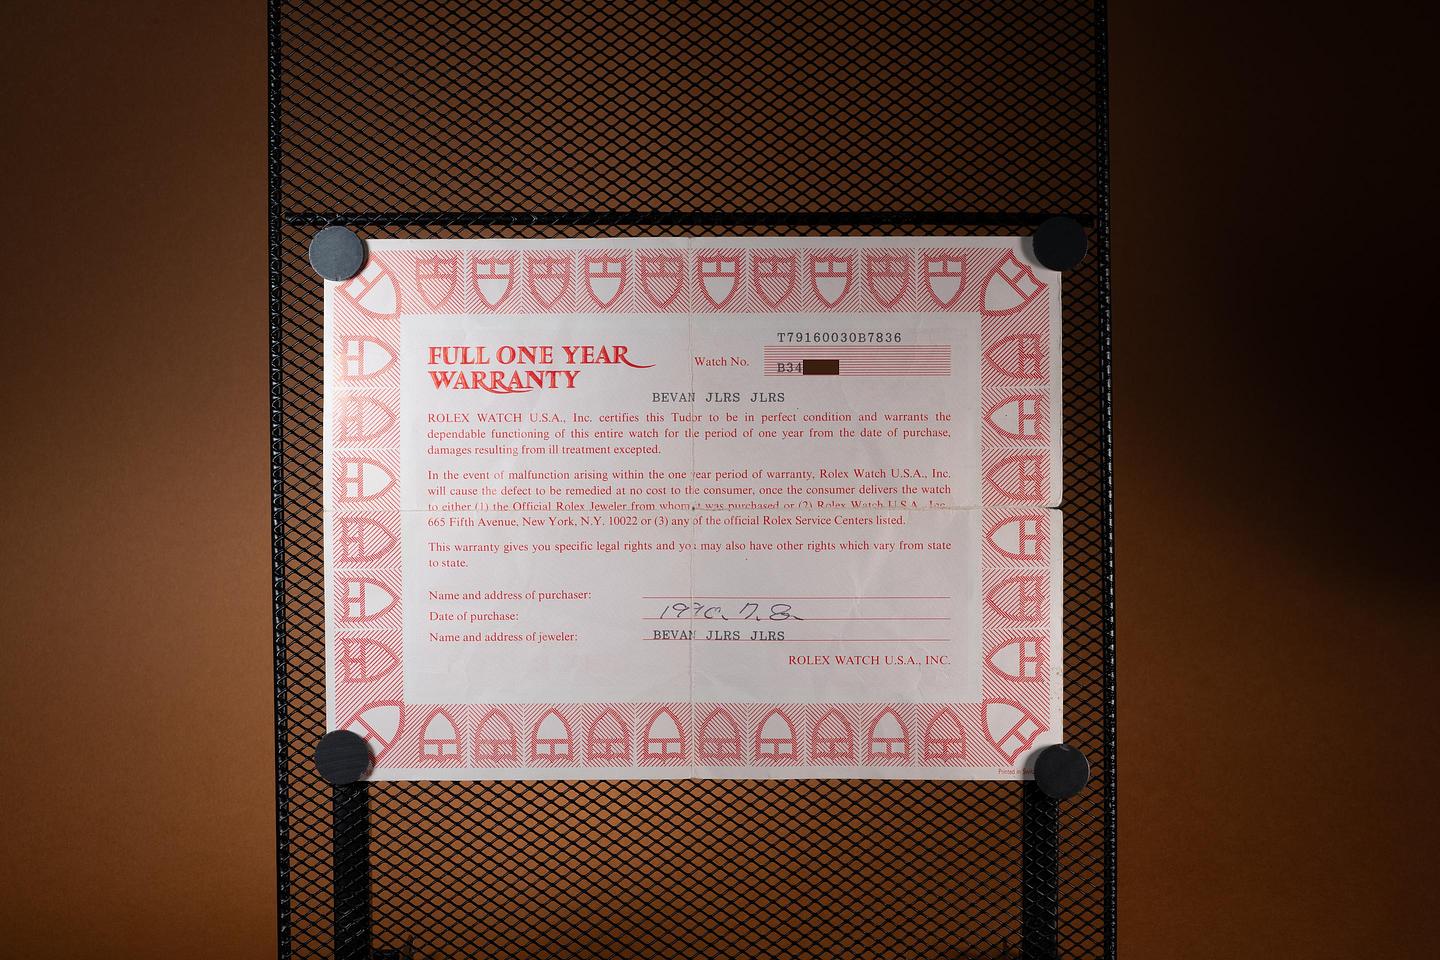 T79160030B7836
FULL ONE YEAR
WARRANTY
Watch No.
B34
BEVAN JLRS JLRS
ROLEX WATCH U.S.A., Inc. certifies this Tudor to be in perfect condition and warrants the
dependable functioning of this entire watch for the period of one year from the date of purchase,
damages resulting from ill treatment excepted.
In the event of malfunction arising within the one year period of warranty, Rolex Watch U.S.A., Inc.
will cause the defect to be remedied at no cost to the consumer, once the consumer delivers the watch
to either (1) the Official Rolex Jeweler from whom it was purchased or (2) Rolex Watch U.S.A., Inc.,
665 Fifth Avenue, New York, N.Y. 10022 or (3) any of the official Rolex Service Centers listed.
This warranty gives you specific legal rights and you may also have other rights which vary from state
to state.
Name and address of purchaser:
Date of purchase:
Name and address of jeweler: BEVAN JLRS JLRS
ROLEX WATCH U.S.A., INC.
Printed in